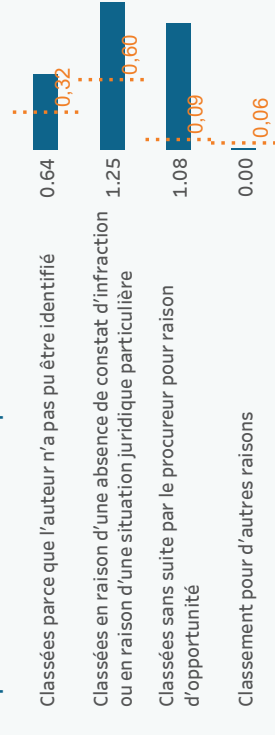 Classées parce que l'auteur n'a pas pu être identifié
0.64
0,32
Classées en raison d'une absence de constat d'infraction
ou en raison d'une situation juridique particulière
1.25
0,60
Classées sans suite par le procureur pour raison
d'opportunité
1.08
0,09
Classement pour d'autres raisons
0.00
0,06